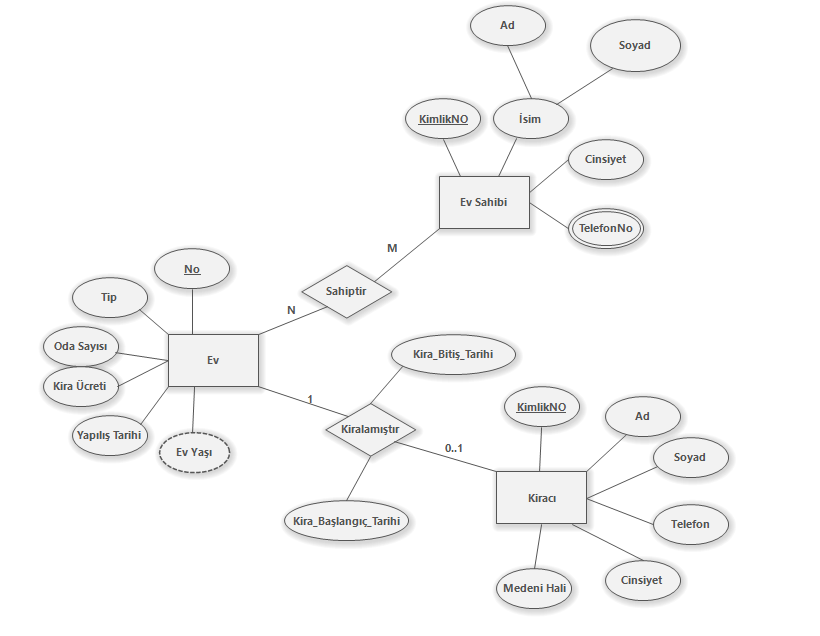 Ad
Soyad
KimlikNO
İsim
Cinsiyet
Ev Sahibi
TelefonNo
M
Sahiptir
N
No
Tip
Oda Sayısı
Ev
Kira Ücreti
Yapılış Tarihi
Ev Yaşı
Kira_Bitiş_Tarihi
1
Kiralamıştır
0..1
Kira_Başlangıç_Tarihi
KimlikNO
Ad
Soyad
Kiracı
Telefon
Cinsiyet
Medeni Hali